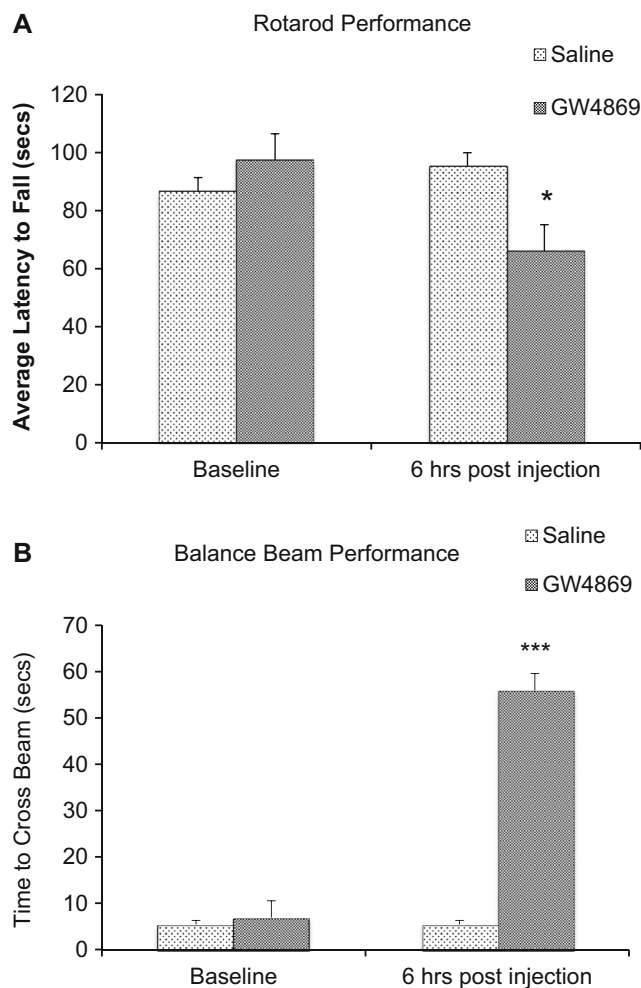 A
Rotarod Performance
Saline
GW4869
Average Latency to Fall (secs)
120
100
80
60
40
20
0
*
Baseline
6 hrs post injection
B
Balance Beam Performance
Saline
GW4869
Time to Cross Beam (secs)
70
60
50
40
30
20
10
0
***
Baseline
6 hrs post injection